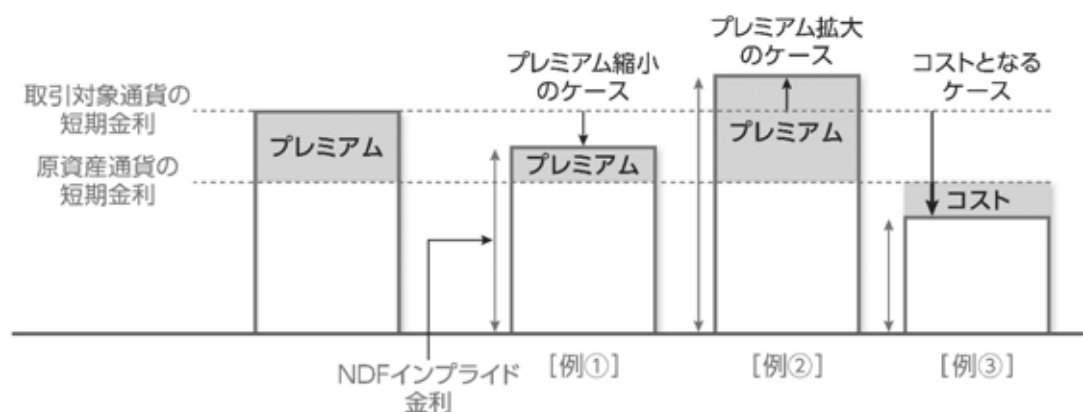 取引対象通貨の
短期金利
原資産通貨の
短期金利
プレミアム
プレミアム縮小
のケース
プレミアム
プレミアム拡大
のケース
プレミアム
コストとなる
ケース
コスト
NDFインプライド
金利
[例①]
[例②]
[例③]